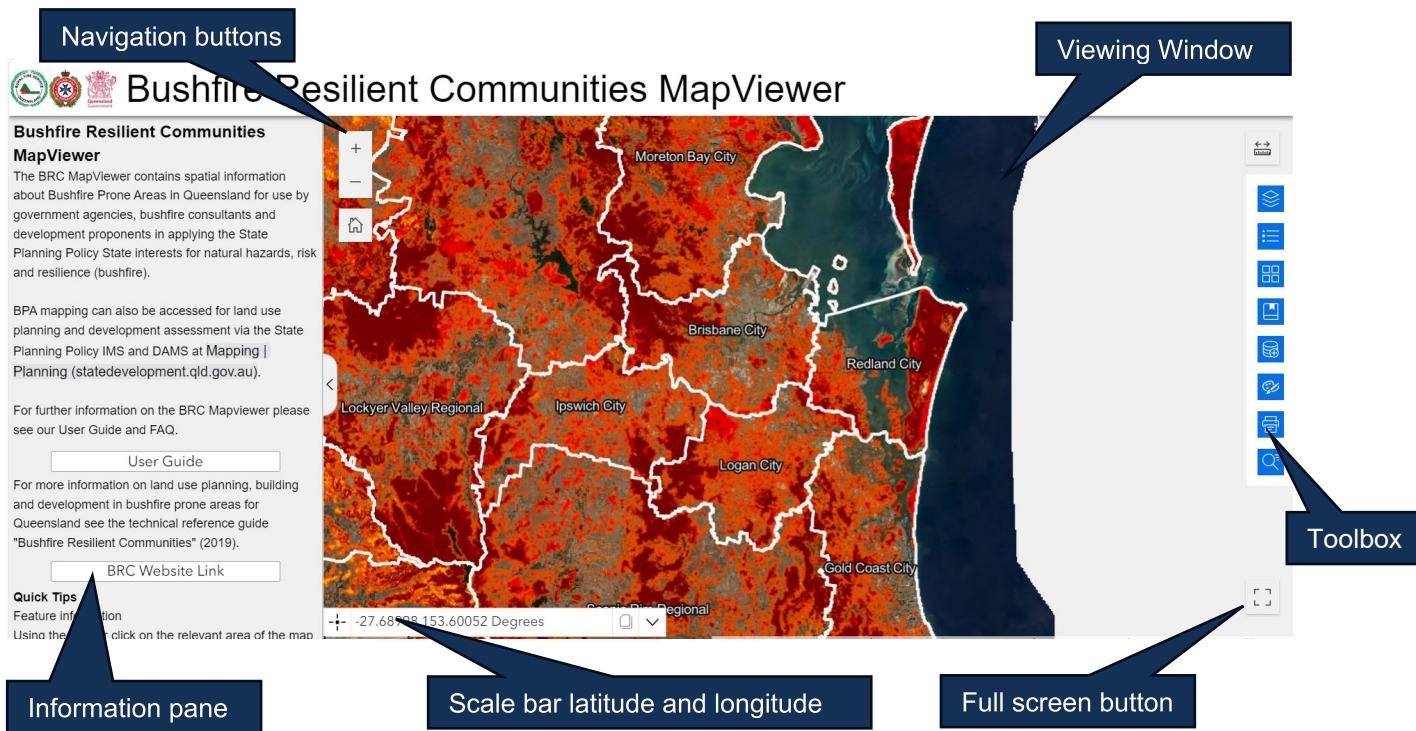 Navigation buttons
Viewing Window
Bushfire Resilient Communities MapViewer
Bushfire Resilient Communities
MapViewer
The BRC MapViewer contains spatial information
about Bushfire Prone Areas in Queensland for use by
government agencies, bushfire consultants and
development proponents in applying the State
Planning Policy State interests for natural hazards, risk
and resilience (bushfire).
BPA mapping can also be accessed for land use
planning and development assessment via the State
Planning Policy IMS and DAMS at Mapping |
Planning (statedevelopment.qld.gov.au).
For further information on the BRC Mapviewer please
see our User Guide and FAQ.
User Guide
For more information on land use planning, building
and development in bushfire prone areas for
Queensland see the technical reference guide
"Bushfire Resilient Communities" (2019).
BRC Website Link
Quick Tips
Feature information
Using the click on the relevant area of the map
Moreton Bay City
Brisbane City
Redland City
Lockyer Valley Regional
Ipswich City
Logan City
Gold Coast City
Scenic Rim Regional
153.60052 Degrees
Toolbox
Information pane
Scale bar latitude and longitude
Full screen button